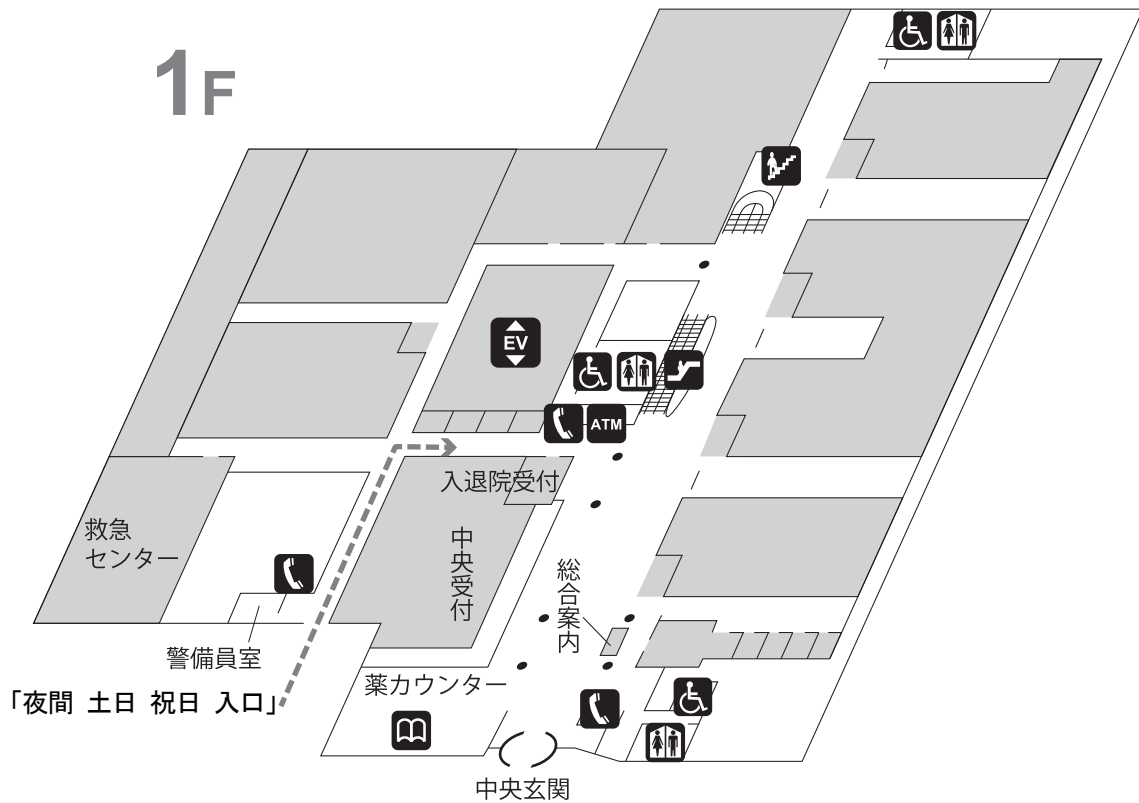 1F
EV
ATM
入退院受付
救急
センター
中央受付
総合案内
警備員室
薬カウンター
「夜間 土日 祝日 入口」
中央玄関